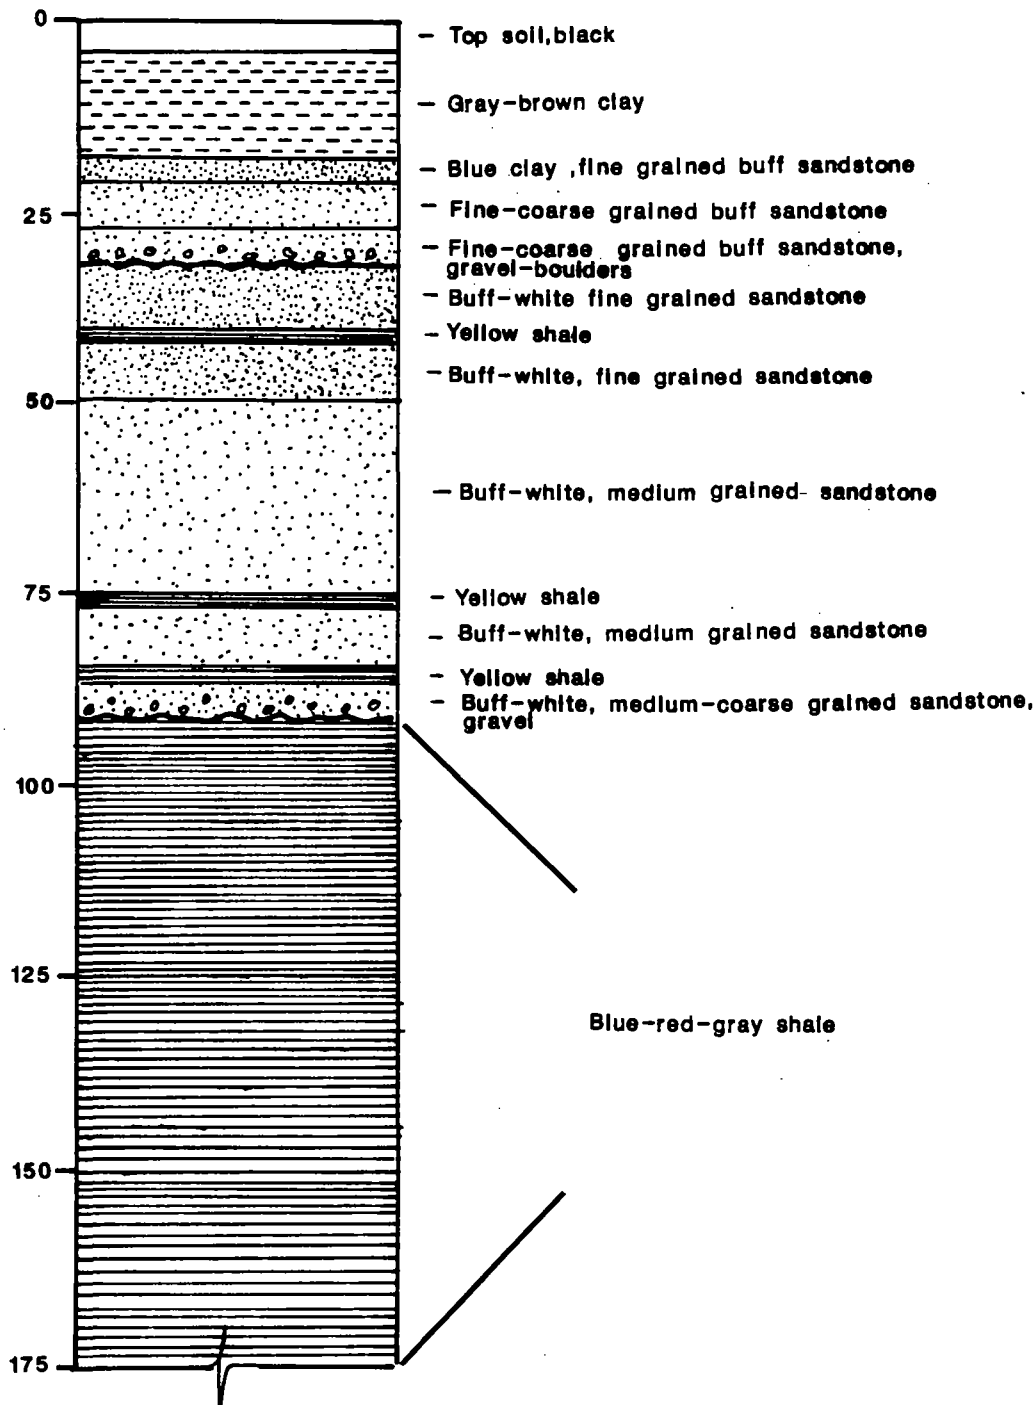 0
Top soil,black
Gray-brown clay
Blue clay ,fine grained buff sandstone
25
Fine-coarse grained buff sandstone
Fine-coarse grained buff sandstone,
gravel-boulders
Buff-white fine grained sandstone
Yellow shale
Buff-white, fine grained sandstone
50
Buff-white, medium grained sandstone
75
Yellow shale
Buff-white, medium grained sandstone
Yellow shale
Buff-white, medium-coarse grained sandstone,
gravel
100
125
Blue-red-gray shale
150
175